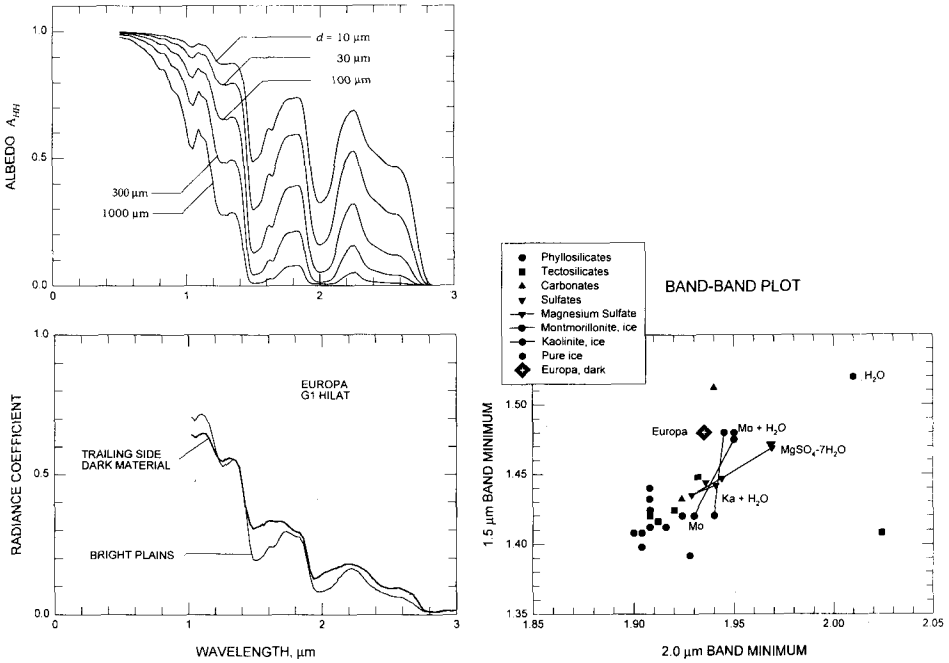 1.0
0.5
0.0
0
1
2
3
ALBEDO A_HH
d = 10 µm
30 µm
100 µm
300 µm
1000 µm
1.0
0.5
0.0
0
1
2
3
RADIANCE COEFFICIENT
WAVELENGTH, µm
EUROPA
G1 HILAT
TRAILING SIDE
DARK MATERIAL
BRIGHT PLAINS
Phyllosilicates
Tectosilicates
Carbonates
Sulfates
Magnesium Sulfate
Montmorillonite, ice
Kaolinite, ice
Pure ice
Europa, dark
BAND-BAND PLOT
1.50
1.45
1.40
1.35
1.5 µm BAND MINIMUM
H₂O
Europa
Mo + H₂O
MgSO₄-7H₂O
Ka + H₂O
Mo
1.85
1.90
1.95
2.00
2.05
2.0 µm BAND MINIMUM